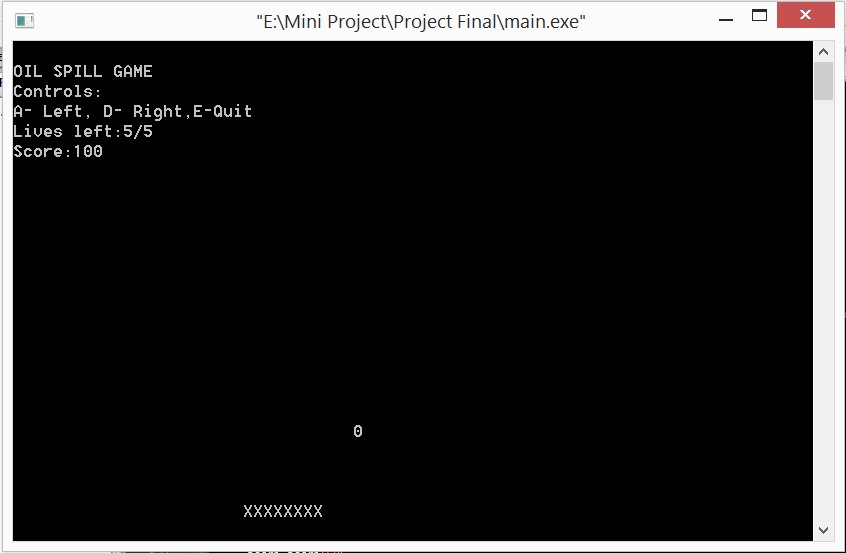 "E:\Mini Project\Project Final\main.exe"
OIL SPILL GAME
Controls:
A- Left, D- Right,E-Quit
Lives left:5/5
Score:100
0
XXXXXXXX